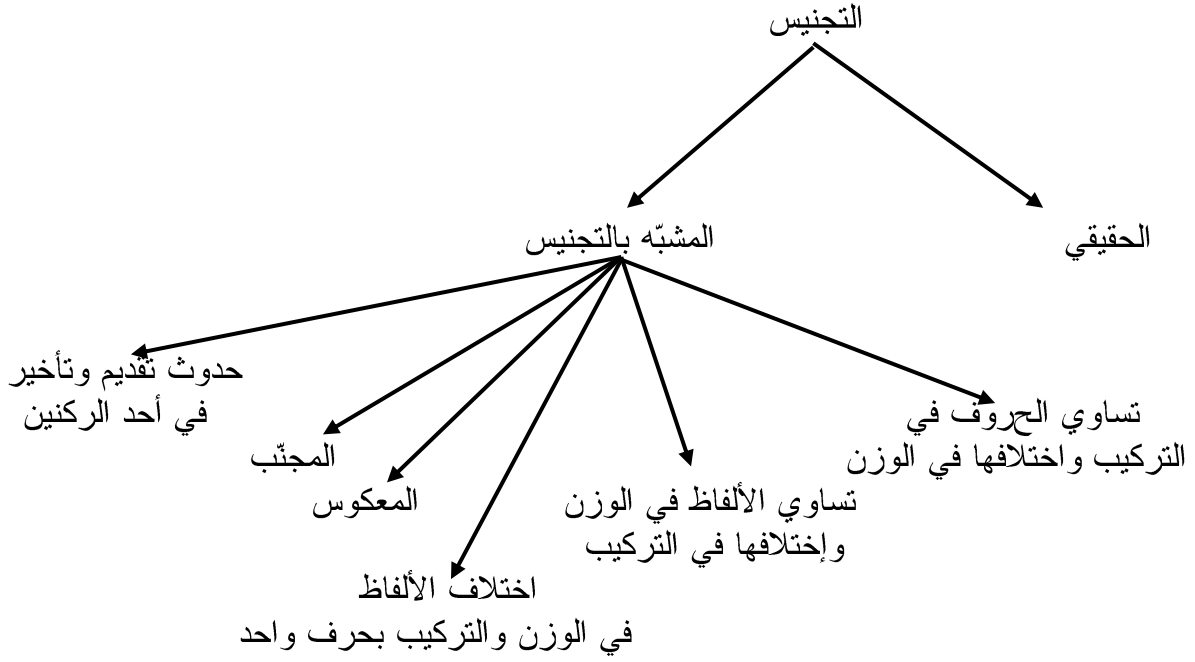 التجنيس
الحقيقي
المشبّه بالتجنيس
تساوي الحروف في
التركيب واختلافها في الوزن
تساوي الألفاظ في الوزن
وإختلافها في التركيب
اختلاف الألفاظ
في الوزن والتركيب بحرف واحد
المعكوس
المجنّب
حدوث تقديم وتأخير
في أحد الركنين